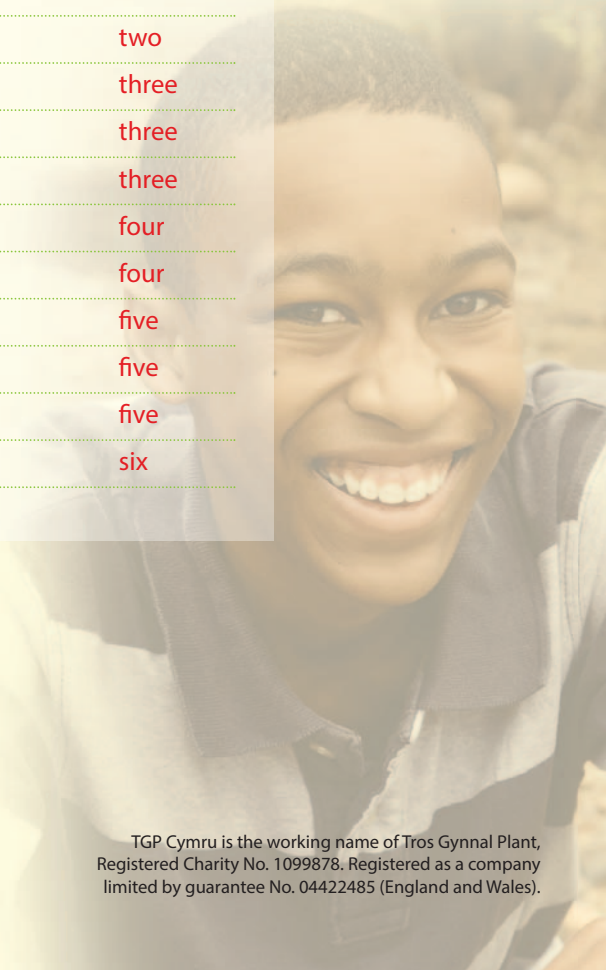 two
three
three
three
four
four
five
five
five
six
TGP Cymru is the working name of Tros Gynnal Plant,
Registered Charity No. 1099878. Registered as a company
limited by guarantee No. 04422485 (England and Wales).